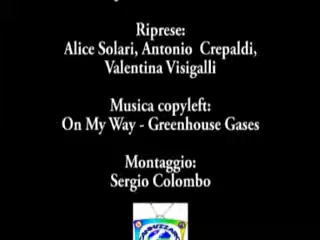 Riprese:
Alice Solari, Antonio Crepaldi,
Valentina Visigalli
Musica copyleft:
On My Way - Greenhouse Gases
Montaggio:
Sergio Colombo